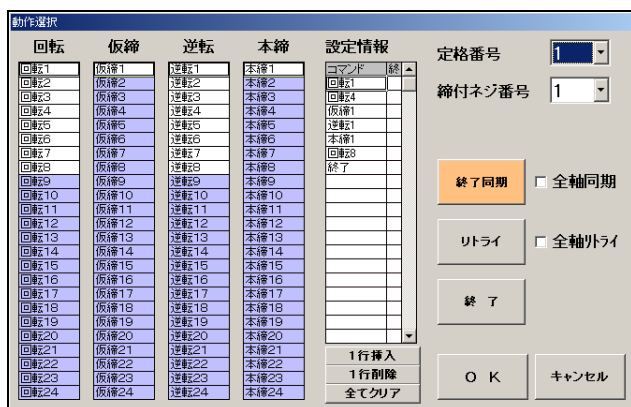 動作選択
回転 仮締 逆転 本締 設定情報
定格番号 1
締付ネジ番号 1
回転1 仮締1 逆転1 本締1 コマンド 終
回転2 仮締2 逆転2 本締2 回転1
回転3 仮締3 逆転3 本締3 回転4
回転4 仮締4 逆転4 本締4 仮締1
回転5 仮締5 逆転5 本締5 逆転1
回転6 仮締6 逆転6 本締6 本締1
回転7 仮締7 逆転7 本締7 回転8
回転8 仮締8 逆転8 本締8 終了
回転9 仮締9 逆転9 本締9
回転10 仮締10 逆転10 本締10
回転11 仮締11 逆転11 本締11
回転12 仮締12 逆転12 本締12
回転13 仮締13 逆転13 本締13
回転14 仮締14 逆転14 本締14
回転15 仮締15 逆転15 本締15
回転16 仮締16 逆転16 本締16
回転17 仮締17 逆転17 本締17
回転18 仮締18 逆転18 本締18
回転19 仮締19 逆転19 本締19
回転20 仮締20 逆転20 本締20
回転21 仮締21 逆転21 本締21
回転22 仮締22 逆転22 本締22
回転23 仮締23 逆転23 本締23
回転24 仮締24 逆転24 本締24
1行挿入
1行削除
全てクリア
終了同期 全軸同期
リトライ 全軸リトライ
終 了
O K キャンセル